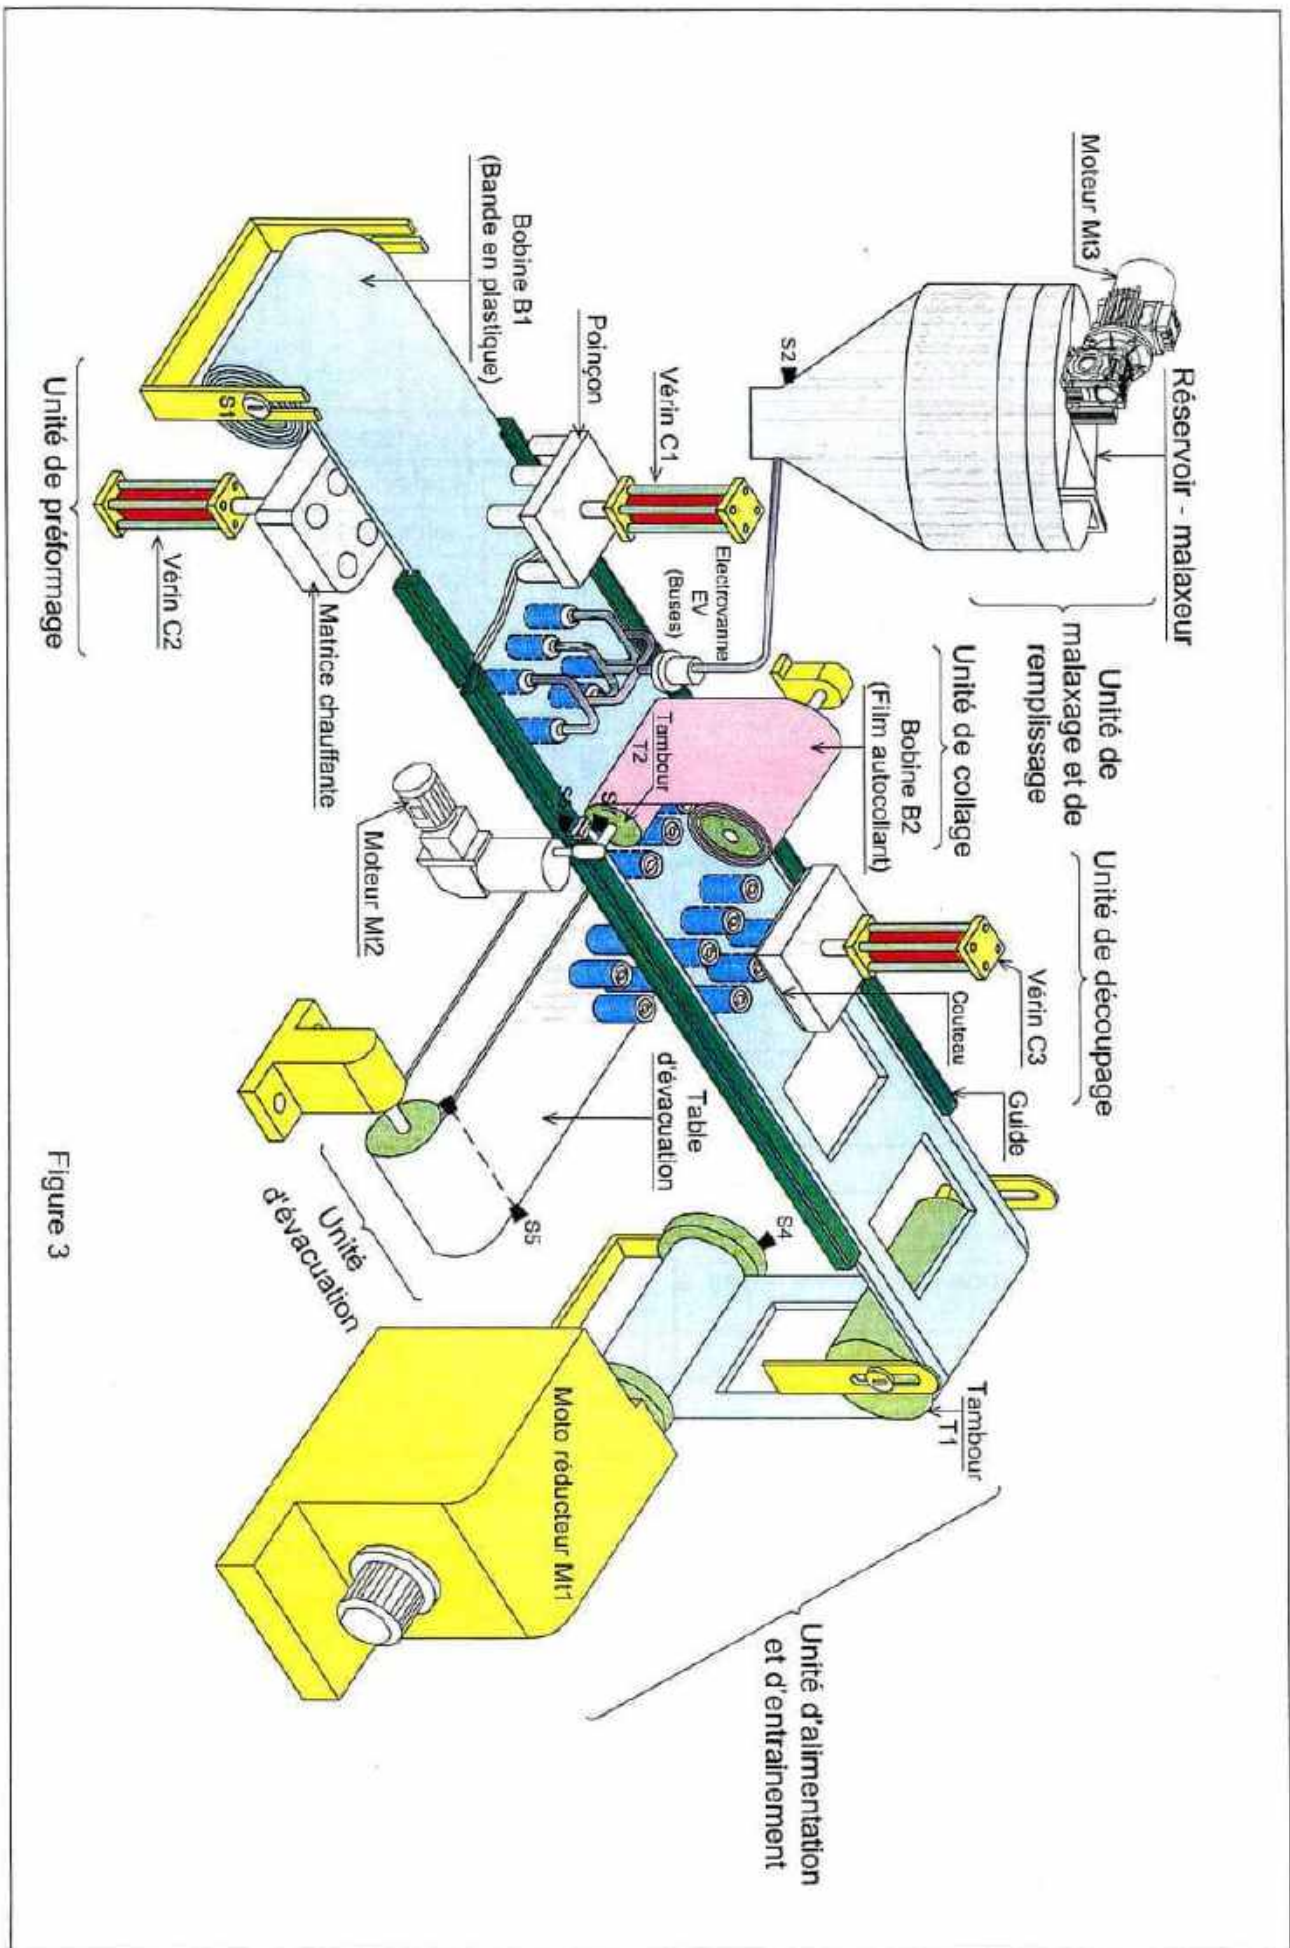 Réservoir - malaxeur
Moteur Mt3
S2
Unité de
malaxage et de
remplissage
Unité de collage
Bobine B2
(Film autocollant)
Unité de découpage
Vérin C3
Couteau
Guide
Vérin C1
Electrovanne
EV
(Buses)
Poinçon
Bobine B1
(Bande en plastique)
S1
Unité de préformage
Vérin C2
Matrice chauffante
Tambour
T2
Moteur Mt2
Table
d'évacuation
S5
Unité
d'évacuation
S4
Tambour
T1
Moto réducteur Mt1
Unité d'alimentation
et d'entrainement
Figure 3